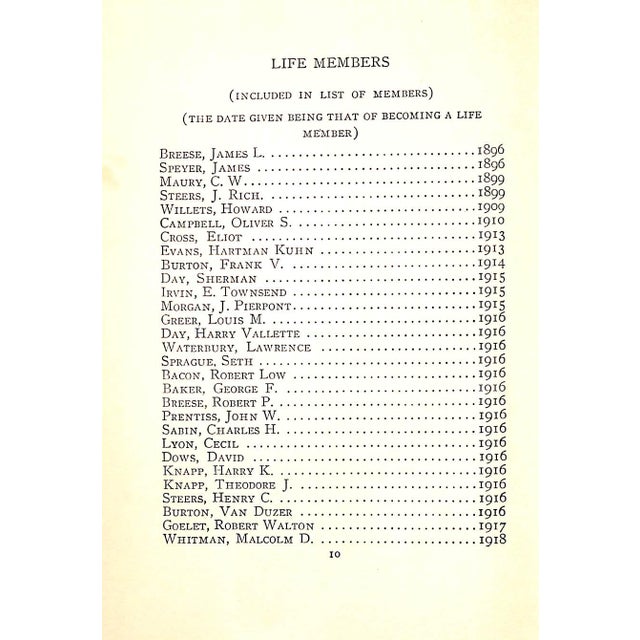 LIFE MEMBERS
(INCLUDED IN LIST OF MEMBERS)
(THE DATE GIVEN BEING THAT OF BECOMING A LIFE
MEMBER)
BREESE, JAMES L. ............................1896
SPEYER, JAMES ..............................1896
MAURY, C. W...............................1899
STEERS, J. RICH. ............................1899
WILLETS, HOWARD ..........................1909
CAMPBELL, OLIVER S. ........................1910
CROSS, ELIOT ..............................1913
EVANS, HARTMAN KUHN .....................1913
BURTON, FRANK V. .........................1914
DAY, SHERMAN ............................1915
IRVIN, E. TOWNSEND ........................1915
MORGAN, J. PIERPONT........................1915
GREER, LOUIS M. ...........................1916
DAY, HARRY VALLETTE .......................1916
WATERBURY, LAWRENCE .....................1916
SPRAGUE, SETH ............................1916
BACON, ROBERT LOW ........................1916
BAKER, GEORGE F. ..........................1916
BREESE, ROBERT P. ..........................1916
PRENTISS, JOHN W. .........................1916
SABIN, CHARLES H. .........................1916
LYON, CECIL ..............................1916
DOWS, DAVID .............................1916
KNAPP, HARRY K. ..........................1916
KNAPP, THEODORE J. ........................1916
STEERS, HENRY C. ..........................1916
BURTON, VAN DUZER .......................1916
GOELET, ROBERT WALTON .....................1917
WHITMAN, MALCOLM D. .....................1918
10